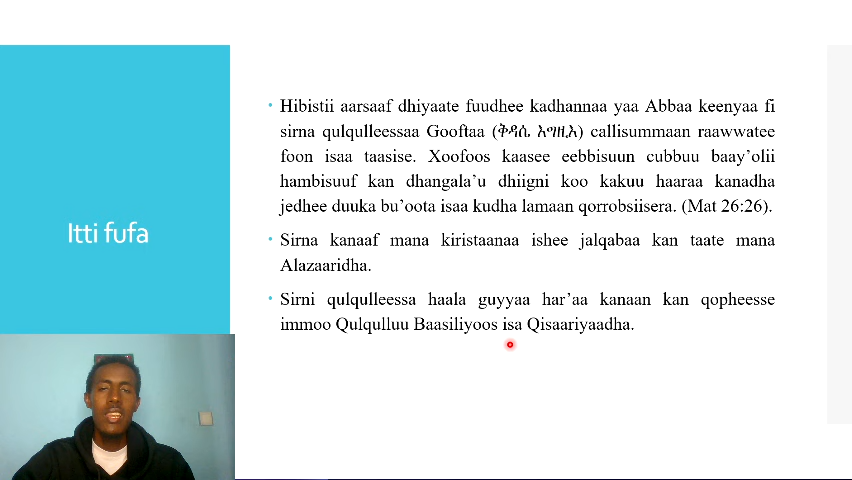 Itti fufa
Hibistii aarsaaf dhiyaate fuudhee kadhannaa yaa Abbaa keenyaa fi
sirna qulqulleessaa Gooftaa (ቅዳሴ እግዚእ) callisummaan raawwatee
foon isaa taasise. Xoofoos kaasee eebbisuun cubbuu baay’olii
hambisuuf kan dhangala’u dhiigni koo kakuu haaraa kanadha
jedhee duuka bu’oota isaa kudha lamaan qorrobsiisera. (Mat 26:26).
Sirna kanaaf mana kiristaanaa ishee jalqabaa kan taate mana
Alazaaridha.
Sirni qulqulleessa haala guyyaa har’aa kanaan kan qopheesse
immoo Qulqulluu Baasiliyoos isa Qisaariyaadha.